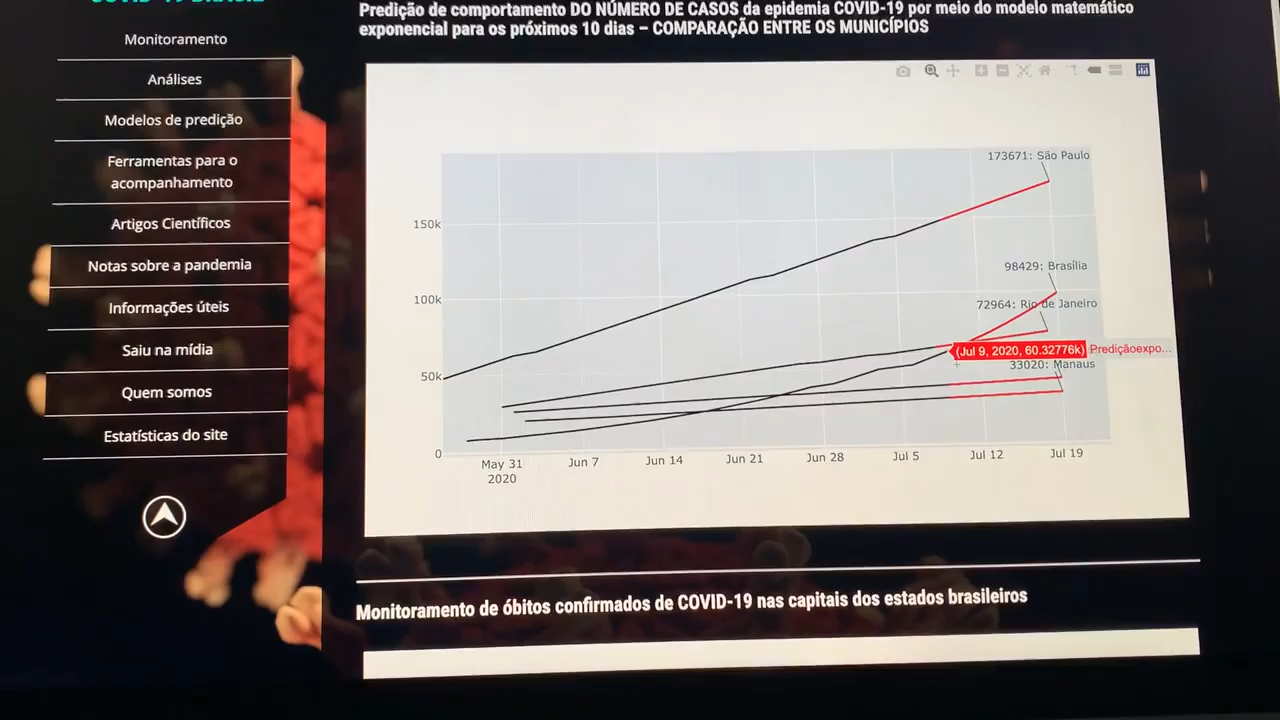 COVID-19 BRASIL
Monitoramento
Análises
Modelos de predição
Ferramentas para o
acompanhamento
Artigos Científicos
Notas sobre a pandemia
Informações úteis
Saiu na mídia
Quem somos
Estatísticas do site
Predição de comportamento DO NÚMERO DE CASOS da epidemia COVID-19 por meio do modelo matemático
exponencial para os próximos 10 dias – COMPARAÇÃO ENTRE OS MUNICÍPIOS
173671: São Paulo
150k
98429: Brasília
100k
72964: Rio de Janeiro
(Jul 9, 2020, 60.32776k) Prediçãoexpo...
33020: Manaus
50k
0
May 31
2020
Jun 7
Jun 14
Jun 21
Jun 28
Jul 5
Jul 12
Jul 19
Monitoramento de óbitos confirmados de COVID-19 nas capitais dos estados brasileiros